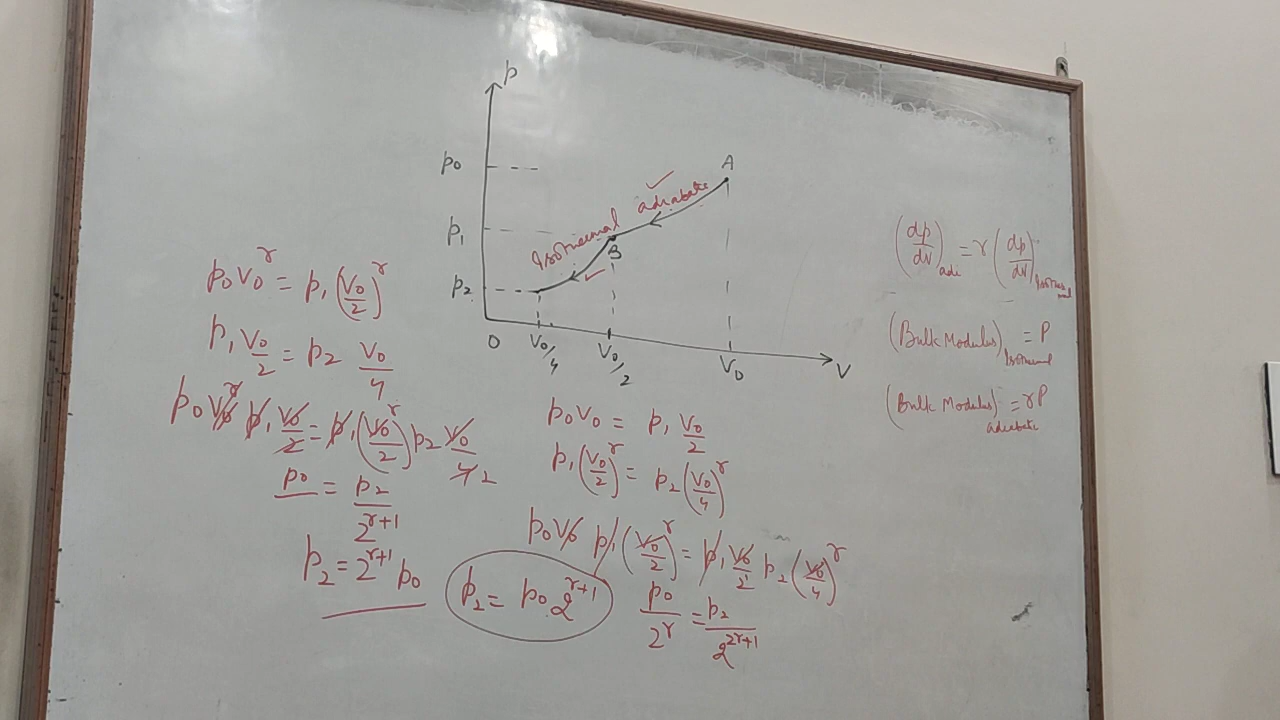 p
p₀
A
adiabatic ✓
p₁
Isothermal ✓
B
p₂
O
V₀/4
V₀/2
V₀
V
p₀V₀^γ = p₁(V₀/2)^γ
p₁ V₀/2 = p₂ V₀/4
p₀ V₀^γ p₁ V₀/2 = p₁ (V₀/2)^γ p₂ V₀/4 2
p₀ = p₂/2^(γ+1)
p₂ = 2^(γ+1) p₀
p₀V₀ = p₁ V₀/2
p₁(V₀/2)^γ = p₂(V₀/4)^γ
p₀V₀ p₁(V₀/2)^γ = p₁ V₀/2 p₂(V₀/4)^γ
p₀/2^γ = p₂/2^(2γ+1)
p₂ = p₀ 2^(γ+1)
(dp/dV)adi = γ(dp/dV)Isothermal
(Bulk Modulus)Isothermal = P
(Bulk Modulus)adiabatic = γP